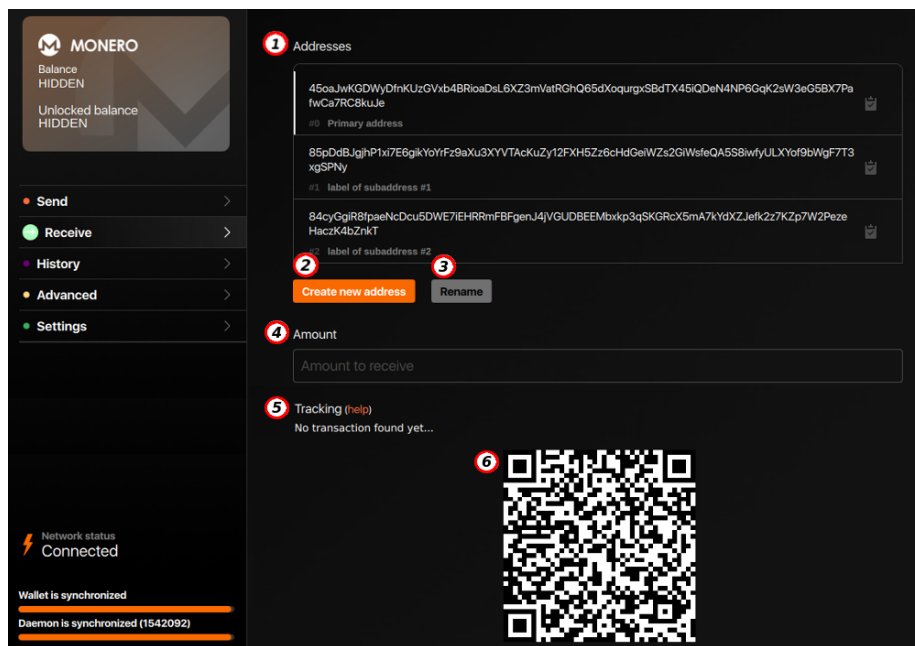 MONERO
Balance
HIDDEN
Unlocked balance
HIDDEN
Send
Receive
History
Advanced
Settings
Network status
Connected
Wallet is synchronized
Daemon is synchronized (1542092)
1 Addresses
45oaJwKGDWyDfnKUzGVxb4BRioaDsL6XZ3mVatRGhQ65dXoqurgxSBdTX45iQDeN4NP6GqK2sW3eG5BX7Pa
fwCa7RC8kuJe
#0 Primary address
85pDdBJgjhP1xi7E6gikYoYrFz9aXu3XYVTAcKuZy12FXH5Zz6cHdGeiWZs2GiWsfeQA5S8iwfyULXYof9bWgF7T3
xgSPNy
#1 label of subaddress #1
84cyGgiR8fpaeNcDcu5DWE7iEHRRmFBFgenJ4jVGUDBEEMbxkp3qSKGRcX5mA7kYdXZJefk2z7KZp7W2Peze
HaczK4bZnkT
#2 label of subaddress #2
2 3
Create new address Rename
4 Amount
Amount to receive
5 Tracking (help)
No transaction found yet...
6